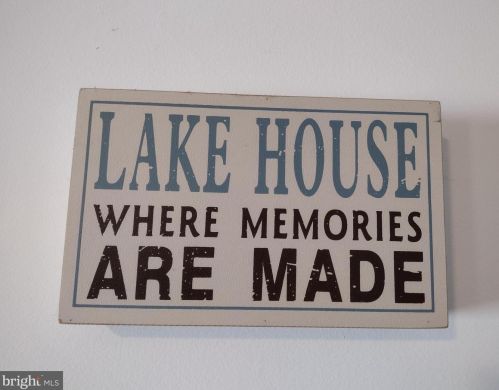 LAKE HOUSE
WHERE MEMORIES
ARE MADE
bright MLS